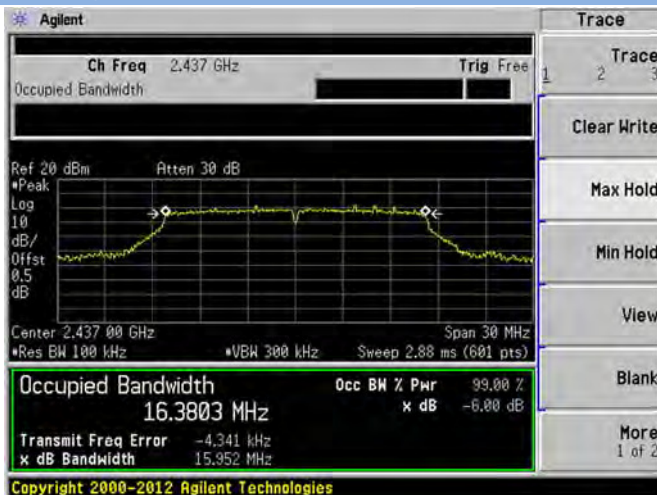 Agilent
Trace
Ch Freq 2.437 GHz Trig Free
Occupied Bandwidth
Trace
1 2 3
Clear Write
Max Hold
Min Hold
View
Blank
More
1 of 2
Ref 20 dBm Atten 30 dB
*Peak
Log
10
dB/
Offst
0.5
dB
Center 2.437 00 GHz Span 30 MHz
*Res BW 100 kHz *VBW 300 kHz Sweep 2.88 ms (601 pts)
Occupied Bandwidth Occ BW % Pwr 99.00 %
16.3803 MHz x dB -6.00 dB
Transmit Freq Error -4.341 kHz
x dB Bandwidth 15.952 MHz
Copyright 2000-2012 Agilent Technologies